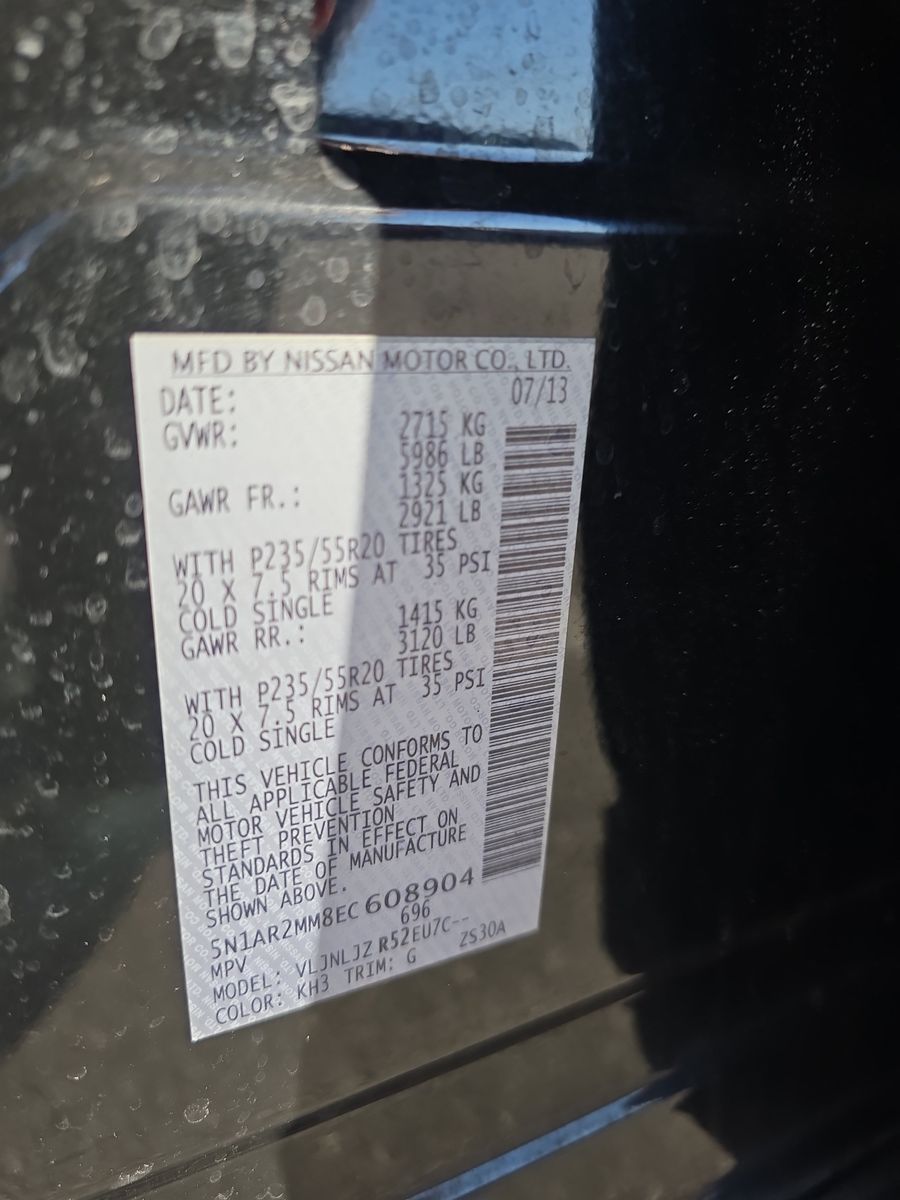 MFD BY NISSAN MOTOR CO., LTD.
DATE: 07/13
GVWR: 2715 KG
5986 LB
GAWR FR.: 1325 KG
2921 LB
WITH P235/55R20 TIRES
20 X 7.5 RIMS AT 35 PSI
COLD SINGLE
GAWR RR.: 1415 KG
3120 LB
WITH P235/55R20 TIRES
20 X 7.5 RIMS AT 35 PSI
COLD SINGLE
THIS VEHICLE CONFORMS TO
ALL APPLICABLE FEDERAL
MOTOR VEHICLE SAFETY AND
THEFT PREVENTION
STANDARDS IN EFFECT ON
THE DATE OF MANUFACTURE
SHOWN ABOVE.
5N1AR2MM8EC608904
MPV 696
MODEL: VLJNLJZ R52EU7C--
COLOR: KH3 TRIM: G ZS30A